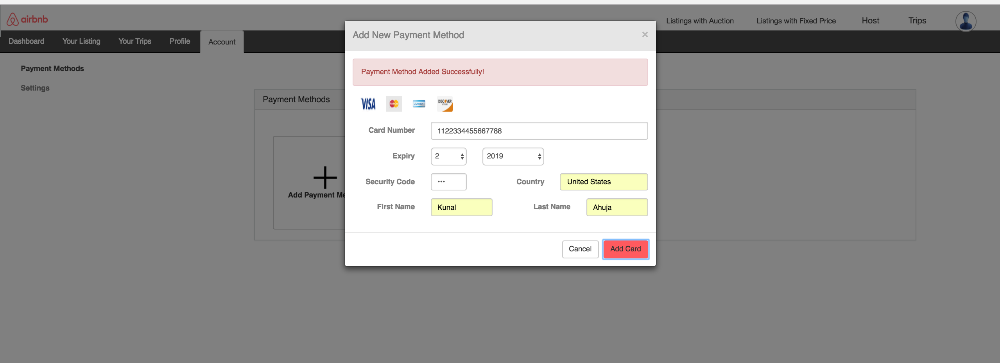 airbnb
Listings with Auction
Listings with Fixed Price
Host
Trips
Dashboard
Your Listing
Your Trips
Profile
Account
Payment Methods
Settings
Payment Methods
Add Payment Me
Add New Payment Method ×
Payment Method Added Successfully!
VISA MasterCard AMEX DISCOVER NETWORK
Card Number 1122334455667788
Expiry 2 2019
Security Code ••• Country United States
First Name Kunal Last Name Ahuja
Cancel Add Card